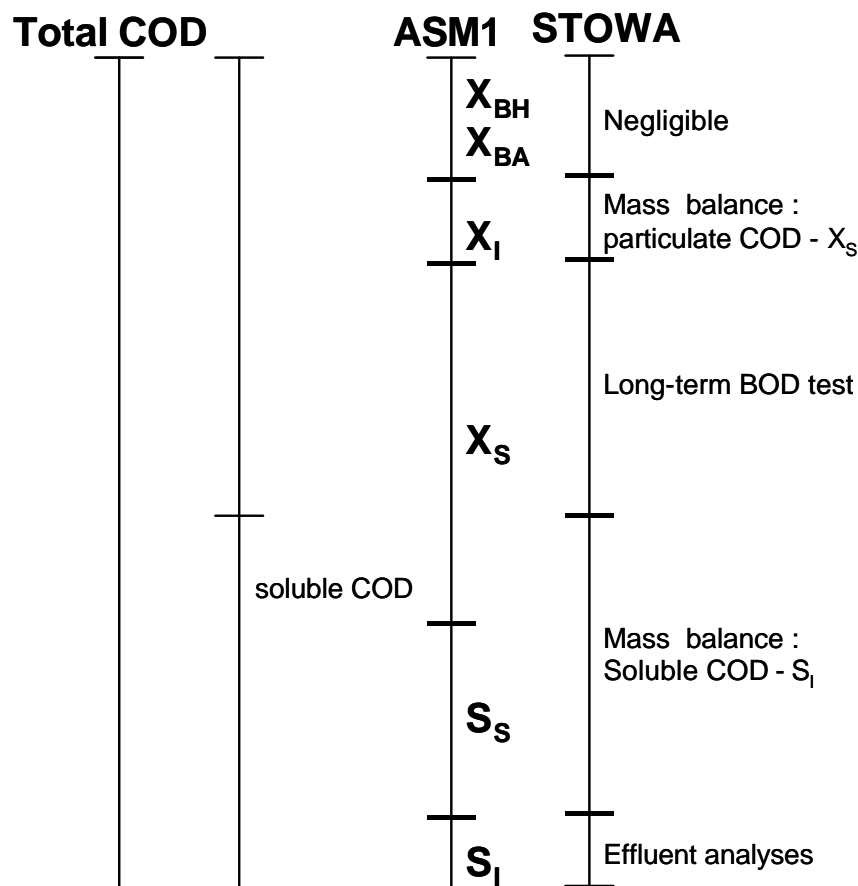 Total COD
ASM1
STOWA
X_BH
X_BA
Negligible
Mass balance :
particulate COD - X_S
X_I
Long-term BOD test
X_S
soluble COD
Mass balance :
Soluble COD - S_I
S_S
S_I
Effluent analyses